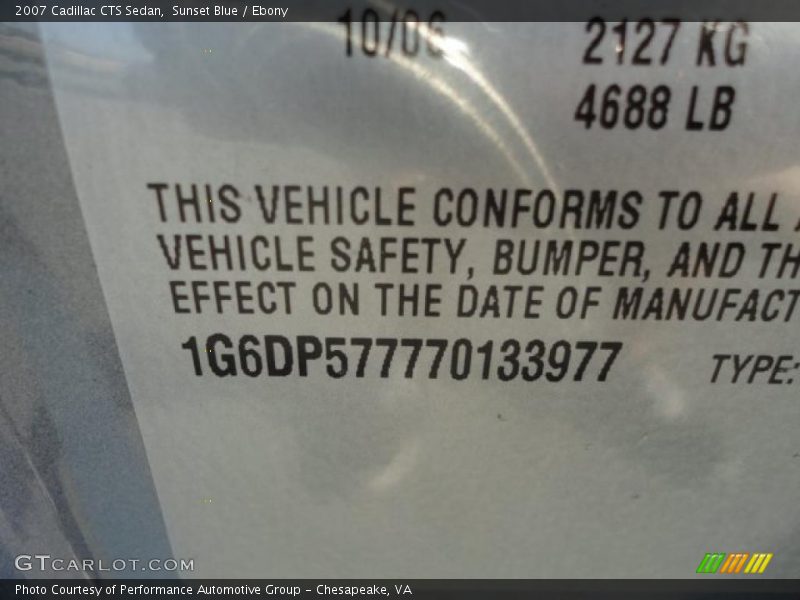 2007 Cadillac CTS Sedan, Sunset Blue / Ebony
10/06 2127 KG
4688 LB
THIS VEHICLE CONFORMS TO ALL
VEHICLE SAFETY, BUMPER, AND TH
EFFECT ON THE DATE OF MANUFACT
1G6DP577770133977 TYPE:
GTCARLOT.COM
Photo Courtesy of Performance Automotive Group - Chesapeake, VA